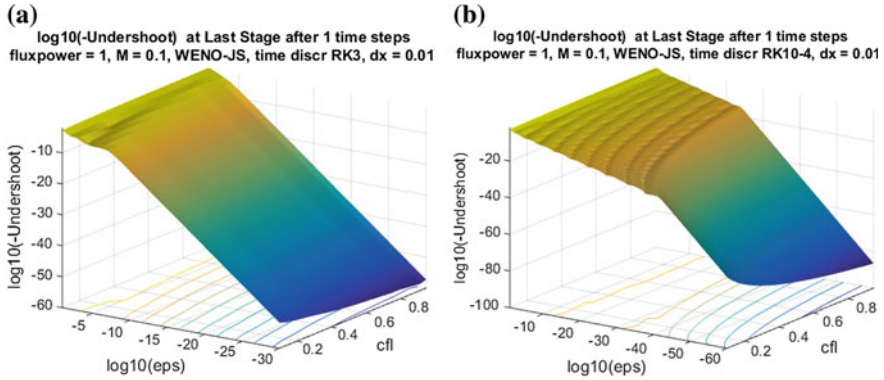 (a)
log10(-Undershoot) at Last Stage after 1 time steps
fluxpower = 1, M = 0.1, WENO-JS, time discr RK3, dx = 0.01
log10(-Undershoot)
-10
-20
-30
-40
-50
-60
-5
-10
-15
-20
-25
-30
log10(eps)
0.2
0.4
0.6
0.8
cfl
(b)
log10(-Undershoot) at Last Stage after 1 time steps
fluxpower = 1, M = 0.1, WENO-JS, time discr RK10-4, dx = 0.01
log10(-Undershoot)
-20
-40
-60
-80
-100
-10
-20
-30
-40
-50
-60
log10(eps)
0.2
0.4
0.6
0.8
cfl